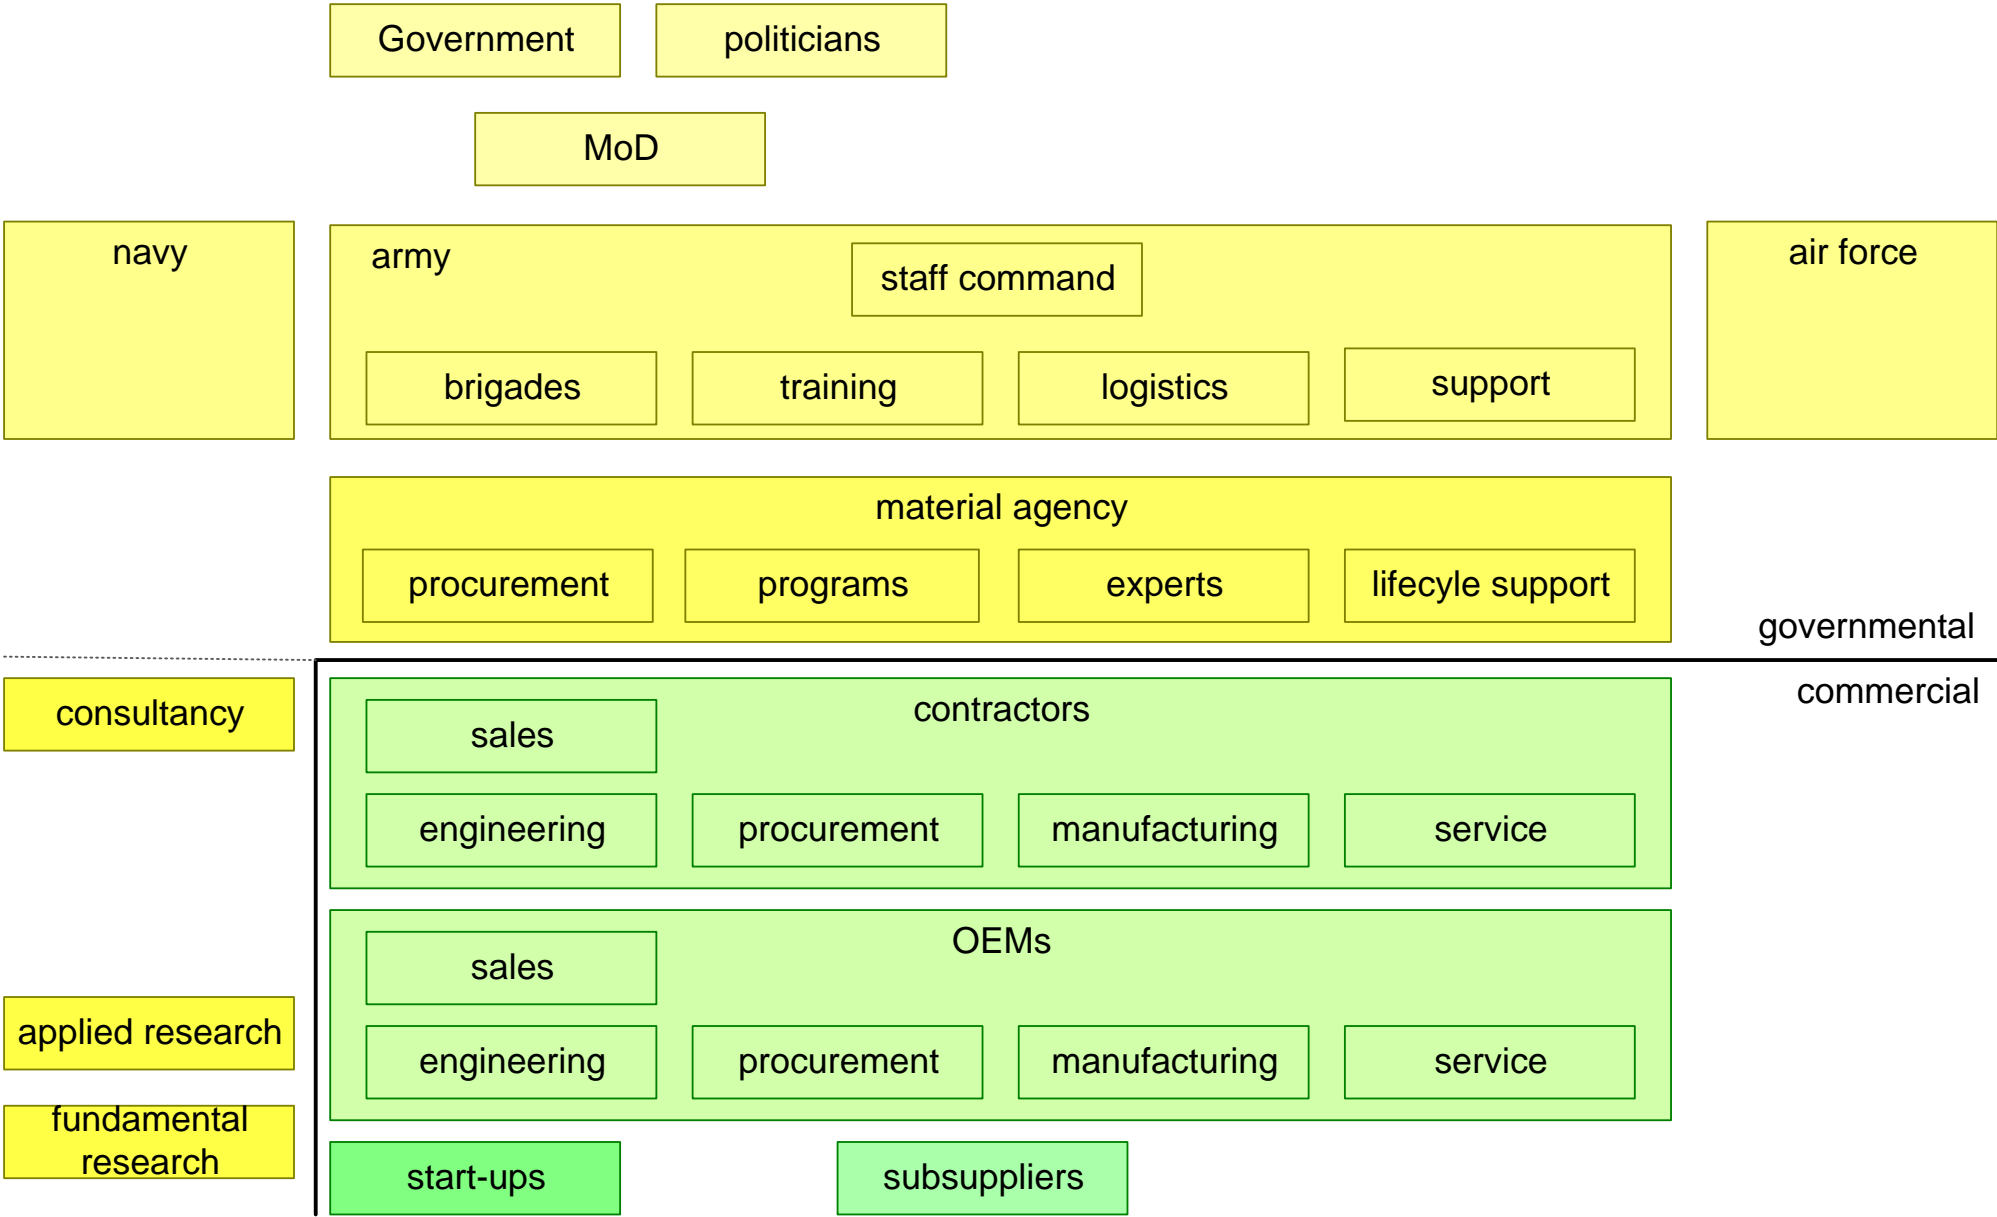 Government
politicians
MoD
navy
army
staff command
air force
brigades
training
logistics
support
material agency
procurement
programs
experts
lifecyle support
governmental
commercial
consultancy
contractors
sales
engineering
procurement
manufacturing
service
OEMs
sales
applied research
engineering
procurement
manufacturing
service
fundamental
research
start-ups
subsuppliers